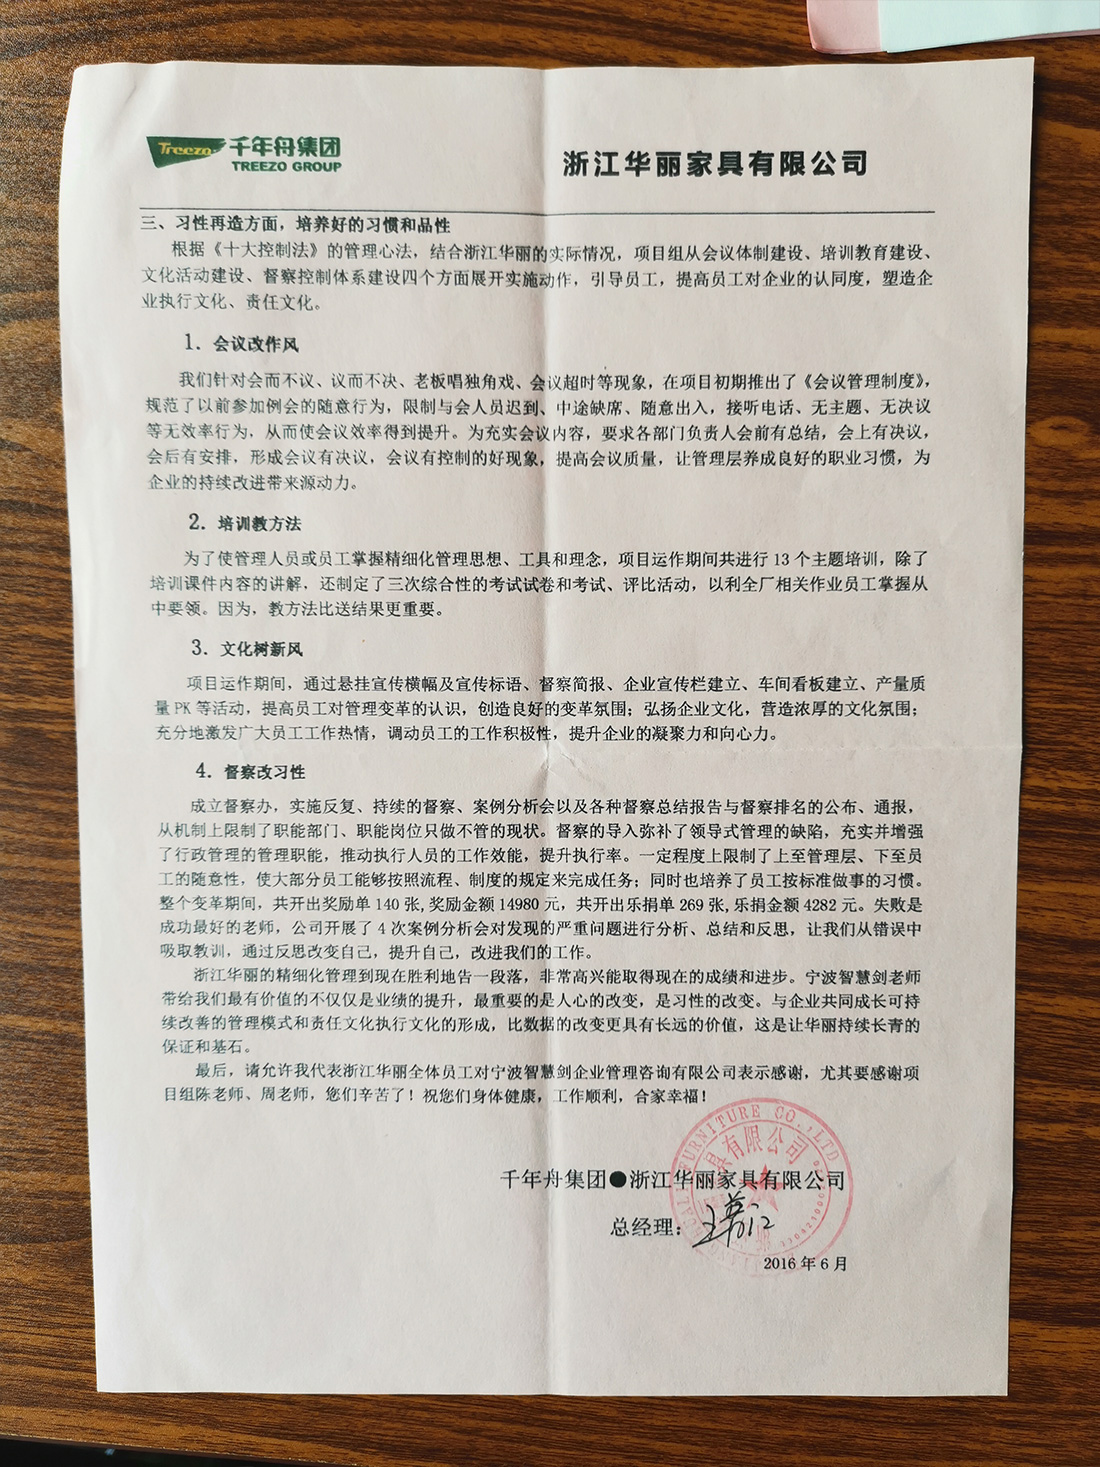 Treezo 千年舟集团
TREEZO GROUP
浙江华丽家具有限公司
三、习性再造方面，培养好的习惯和品性
根据《十大控制法》的管理心法，结合浙江华丽的实际情况，项目组从会议体制建设、培训教育建设、
文化活动建设、督察控制体系建设四个方面展开实施动作，引导员工，提高员工对企业的认同度，塑造企
业执行文化、责任文化。
1．会议改作风
我们针对会而不议、议而不决、老板唱独角戏、会议超时等现象，在项目初期推出了《会议管理制度》，
规范了以前参加例会的随意行为，限制与会人员迟到、中途缺席、随意出入，接听电话、无主题、无决议
等无效率行为，从而使会议效率得到提升。为充实会议内容，要求各部门负责人会前有总结，会上有决议，
会后有安排，形成会议有决议，会议有控制的好现象，提高会议质量，让管理层养成良好的职业习惯，为
企业的持续改进带来源动力。
2．培训教方法
为了使管理人员或员工掌握精细化管理思想、工具和理念，项目运作期间共进行 13 个主题培训，除了
培训课件内容的讲解，还制定了三次综合性的考试试卷和考试、评比活动，以利全厂相关作业员工掌握从
中要领。因为，教方法比送结果更重要。
3．文化树新风
项目运作期间，通过悬挂宣传横幅及宣传标语、督察简报、企业宣传栏建立、车间看板建立、产量质
量 PK 等活动，提高员工对管理变革的认识，创造良好的变革氛围；弘扬企业文化，营造浓厚的文化氛围；
充分地激发广大员工工作热情，调动员工的工作积极性，提升企业的凝聚力和向心力。
4．督察改习性
成立督察办，实施反复、持续的督察、案例分析会以及各种督察总结报告与督察排名的公布、通报，
从机制上限制了职能部门、职能岗位只做不管的现状。督察的导入弥补了领导式管理的缺陷，充实并增强
了行政管理的管理职能，推动执行人员的工作效能，提升执行率。一定程度上限制了上至管理层、下至员
工的随意性，使大部分员工能够按照流程、制度的规定来完成任务；同时也培养了员工按标准做事的习惯。
整个变革期间，共开出奖励单 140 张,奖励金额 14980 元，共开出乐捐单 269 张,乐捐金额 4282 元。失败是
成功最好的老师，公司开展了 4 次案例分析会对发现的严重问题进行分析、总结和反思，让我们从错误中
吸取教训，通过反思改变自己，提升自己，改进我们的工作。
浙江华丽的精细化管理到现在胜利地告一段落，非常高兴能取得现在的成绩和进步。宁波智慧剑老师
带给我们最有价值的不仅仅是业绩的提升，最重要的是人心的改变，是习性的改变。与企业共同成长可持
续改善的管理模式和责任文化执行文化的形成，比数据的改变更具有长远的价值，这是让华丽持续长青的
保证和基石。
最后，请允许我代表浙江华丽全体员工对宁波智慧剑企业管理咨询有限公司表示感谢，尤其要感谢项
目组陈老师、周老师，您们辛苦了！祝您们身体健康，工作顺利，合家幸福！
FURNITURE CO.,LTD
具有限公司
千年舟集团●浙江华丽家具有限公司
总经理：
2016 年 6 月